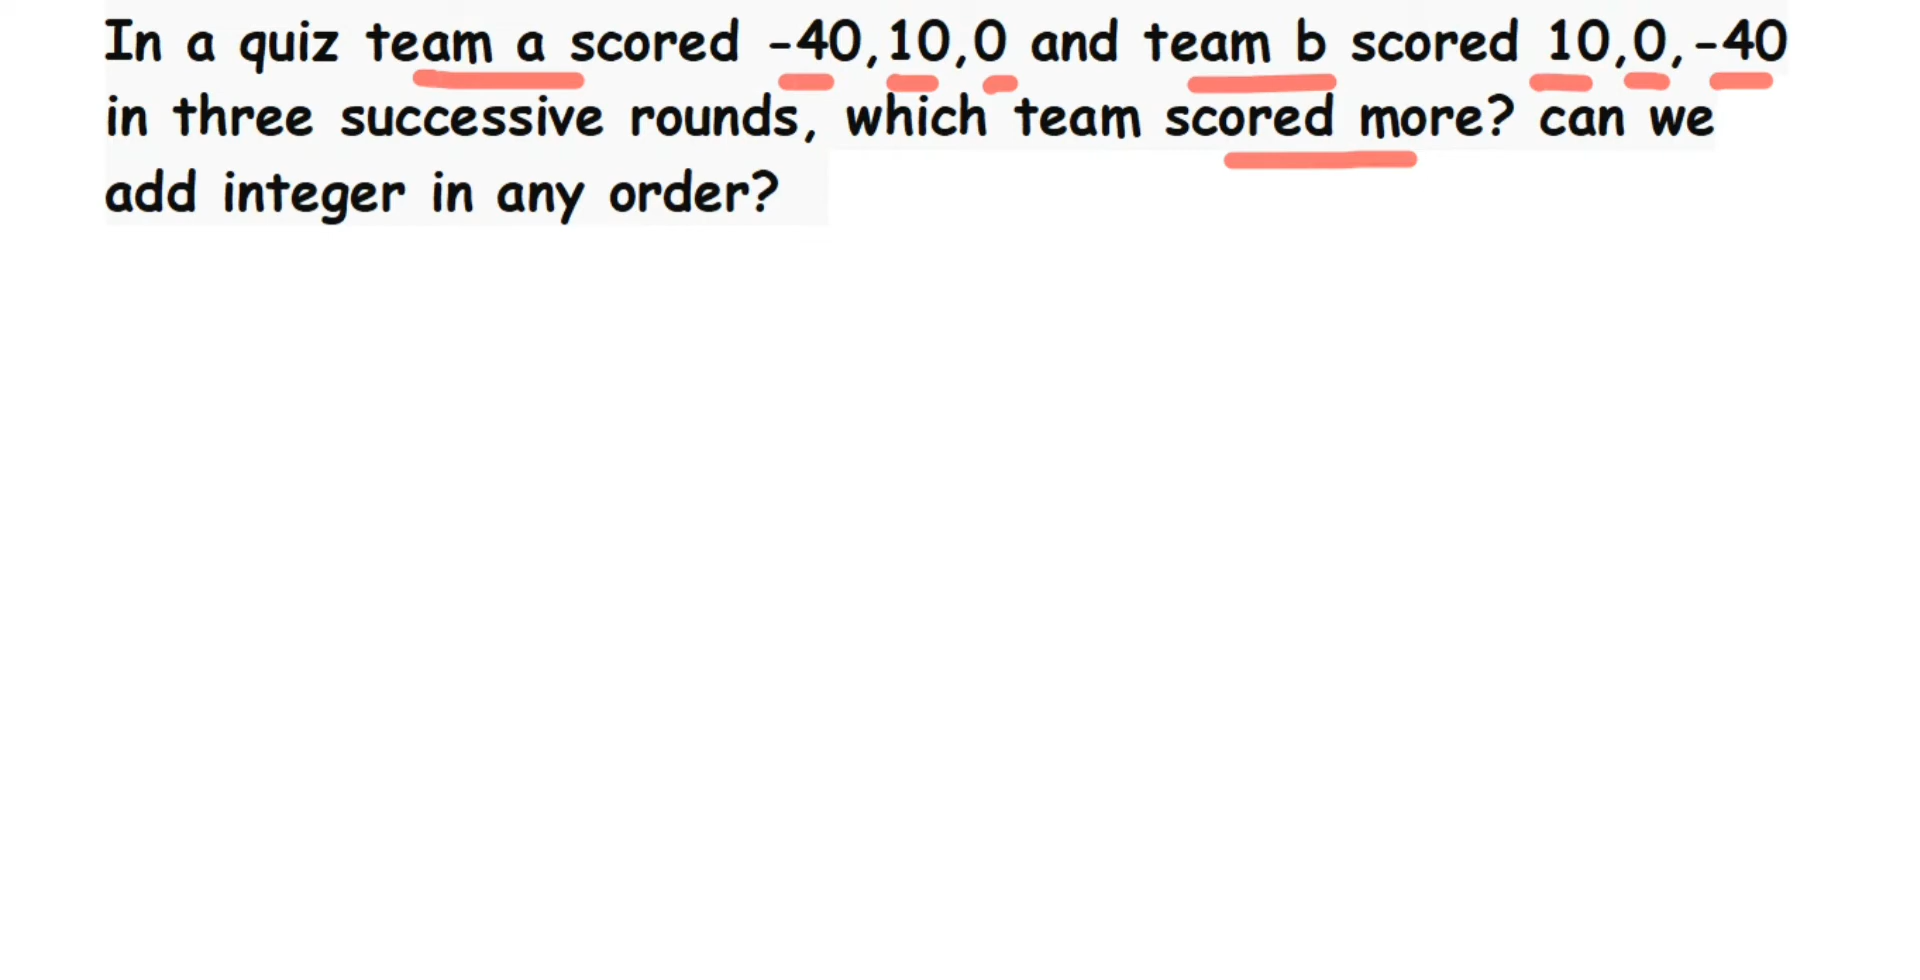 In a quiz team a scored -40,10,0 and team b scored 10,0,-40
in three successive rounds, which team scored more? can we
add integer in any order?